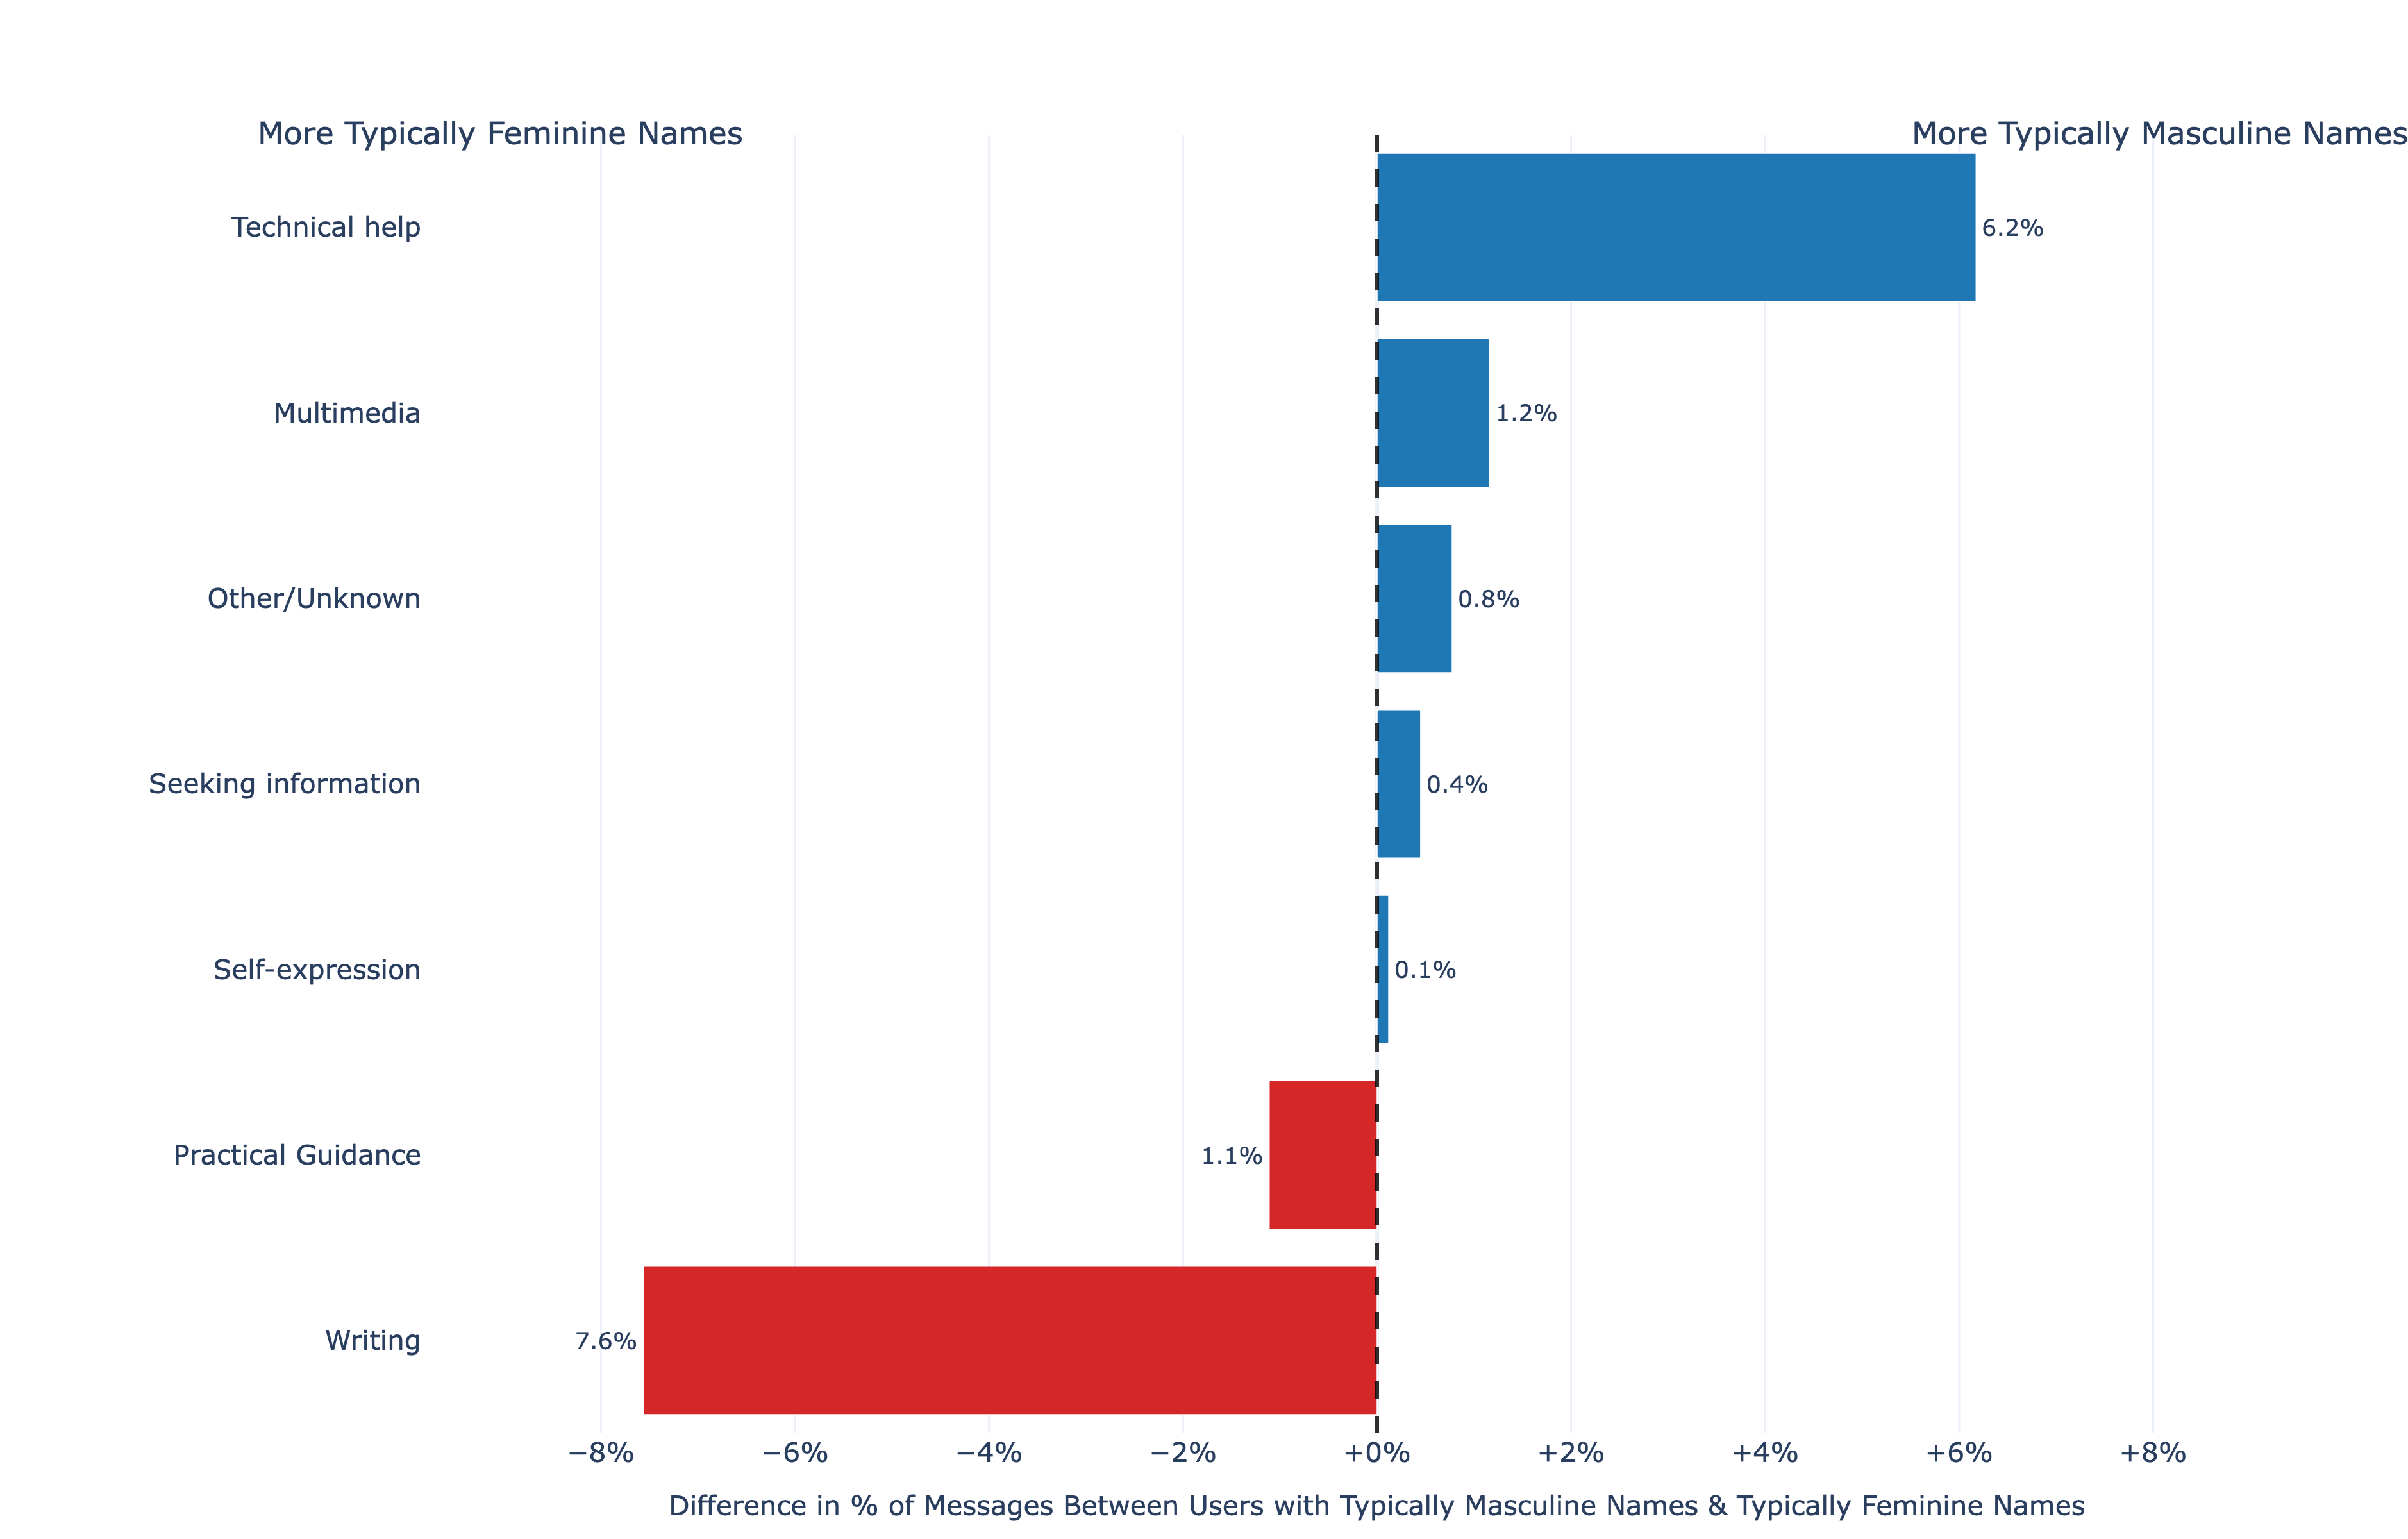 More Typically Feminine Names
More Typically Masculine Names
Technical help
6.2%
Multimedia
1.2%
Other/Unknown
0.8%
Seeking information
0.4%
Self-expression
0.1%
Practical Guidance
1.1%
Writing
7.6%
−8%
−6%
−4%
−2%
+0%
+2%
+4%
+6%
+8%
Difference in % of Messages Between Users with Typically Masculine Names & Typically Feminine Names